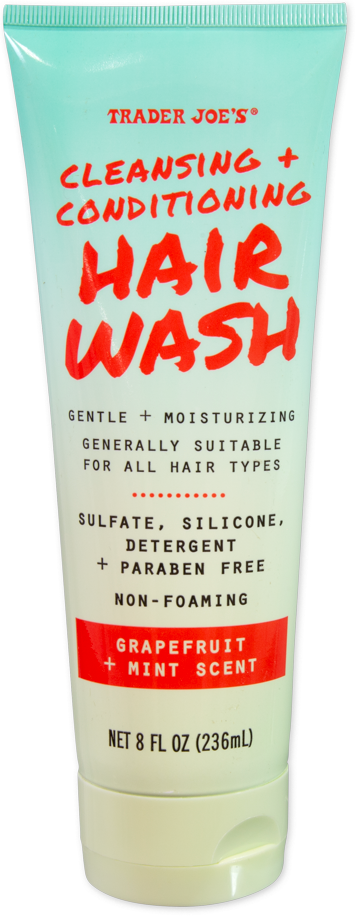 TRADER JOE'S®
CLEANSING +
CONDITIONING
HAIR
WASH
GENTLE + MOISTURIZING
GENERALLY SUITABLE
FOR ALL HAIR TYPES
SULFATE, SILICONE,
DETERGENT
+ PARABEN FREE
NON-FOAMING
GRAPEFRUIT
+ MINT SCENT
NET 8 FL OZ (236mL)